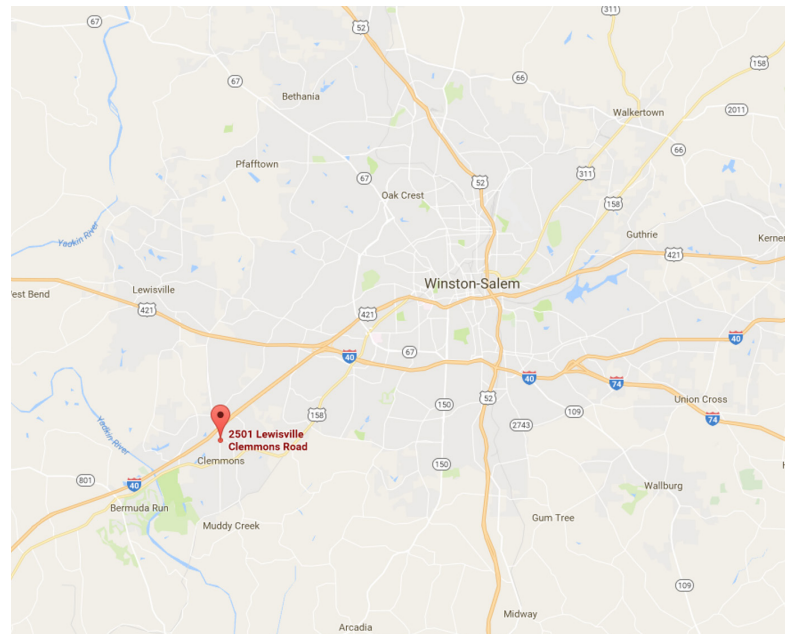 311
67
52
158
66
67
Bethania
Walkertown
2011
66
Pfafftown
67
311
52
Oak Crest
158
Yadkin River
Guthrie
Kerner
421
Lewisville
Winston-Salem
est Bend
421
421
40
40
67
40
74
52
Union Cross
150
158
109
74
2501 Lewisville
Clemmons Road
2743
Yadkin River
Clemmons
150
801
40
Wallburg
Bermuda Run
Muddy Creek
Gum Tree
109
Midway
Arcadia